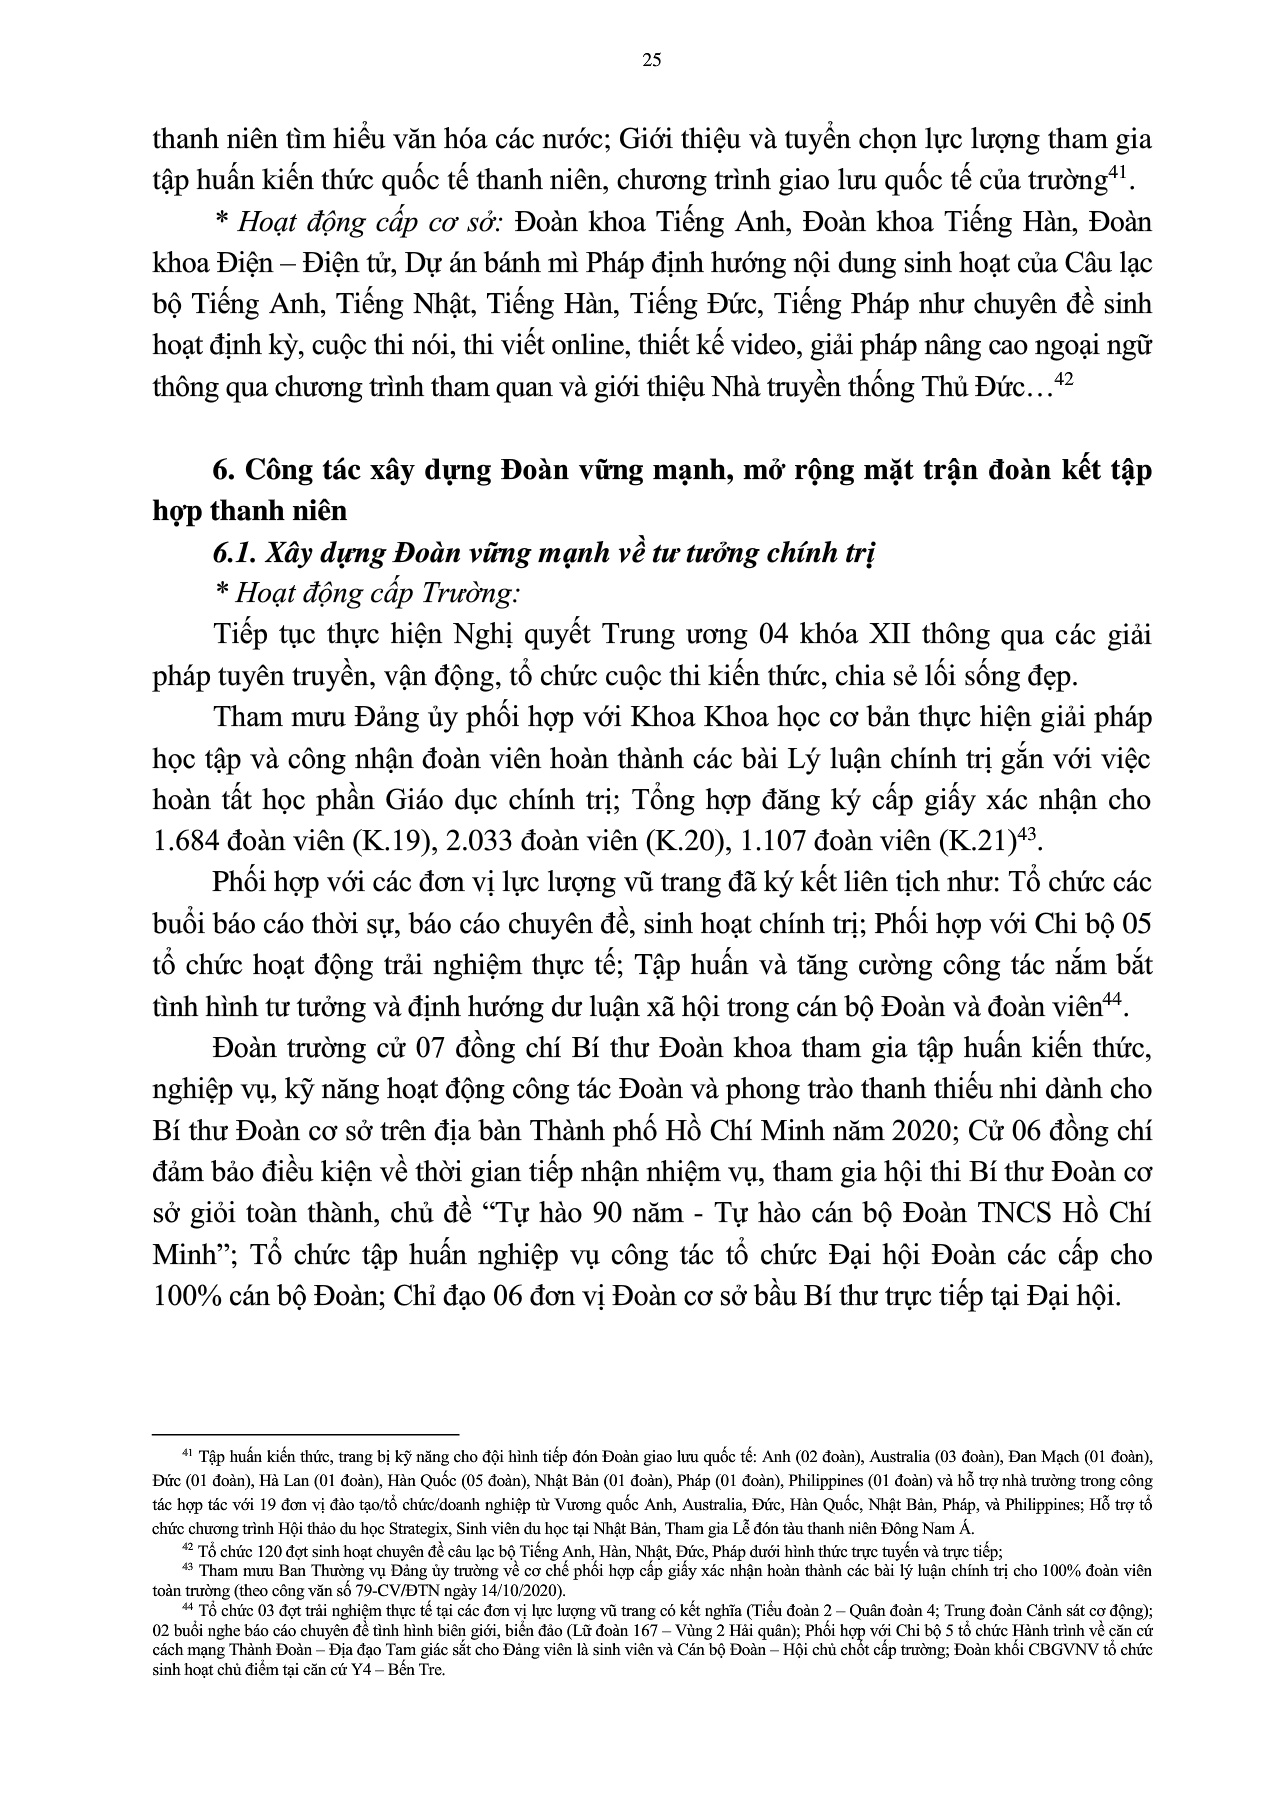 25
thanh niên tìm hiểu văn hóa các nước; Giới thiệu và tuyển chọn lực lượng tham gia
tập huấn kiến thức quốc tế thanh niên, chương trình giao lưu quốc tế của trường⁴¹.
* Hoạt động cấp cơ sở: Đoàn khoa Tiếng Anh, Đoàn khoa Tiếng Hàn, Đoàn
khoa Điện – Điện tử, Dự án bánh mì Pháp định hướng nội dung sinh hoạt của Câu lạc
bộ Tiếng Anh, Tiếng Nhật, Tiếng Hàn, Tiếng Đức, Tiếng Pháp như chuyên đề sinh
hoạt định kỳ, cuộc thi nói, thi viết online, thiết kế video, giải pháp nâng cao ngoại ngữ
thông qua chương trình tham quan và giới thiệu Nhà truyền thống Thủ Đức…⁴²
6. Công tác xây dựng Đoàn vững mạnh, mở rộng mặt trận đoàn kết tập
hợp thanh niên
6.1. Xây dựng Đoàn vững mạnh về tư tưởng chính trị
* Hoạt động cấp Trường:
Tiếp tục thực hiện Nghị quyết Trung ương 04 khóa XII thông qua các giải
pháp tuyên truyền, vận động, tổ chức cuộc thi kiến thức, chia sẻ lối sống đẹp.
Tham mưu Đảng ủy phối hợp với Khoa Khoa học cơ bản thực hiện giải pháp
học tập và công nhận đoàn viên hoàn thành các bài Lý luận chính trị gắn với việc
hoàn tất học phần Giáo dục chính trị; Tổng hợp đăng ký cấp giấy xác nhận cho
1.684 đoàn viên (K.19), 2.033 đoàn viên (K.20), 1.107 đoàn viên (K.21)⁴³.
Phối hợp với các đơn vị lực lượng vũ trang đã ký kết liên tịch như: Tổ chức các
buổi báo cáo thời sự, báo cáo chuyên đề, sinh hoạt chính trị; Phối hợp với Chi bộ 05
tổ chức hoạt động trải nghiệm thực tế; Tập huấn và tăng cường công tác nắm bắt
tình hình tư tưởng và định hướng dư luận xã hội trong cán bộ Đoàn và đoàn viên⁴⁴.
Đoàn trường cử 07 đồng chí Bí thư Đoàn khoa tham gia tập huấn kiến thức,
nghiệp vụ, kỹ năng hoạt động công tác Đoàn và phong trào thanh thiếu nhi dành cho
Bí thư Đoàn cơ sở trên địa bàn Thành phố Hồ Chí Minh năm 2020; Cử 06 đồng chí
đảm bảo điều kiện về thời gian tiếp nhận nhiệm vụ, tham gia hội thi Bí thư Đoàn cơ
sở giỏi toàn thành, chủ đề “Tự hào 90 năm - Tự hào cán bộ Đoàn TNCS Hồ Chí
Minh”; Tổ chức tập huấn nghiệp vụ công tác tổ chức Đại hội Đoàn các cấp cho
100% cán bộ Đoàn; Chỉ đạo 06 đơn vị Đoàn cơ sở bầu Bí thư trực tiếp tại Đại hội.
⁴¹ Tập huấn kiến thức, trang bị kỹ năng cho đội hình tiếp đón Đoàn giao lưu quốc tế: Anh (02 đoàn), Australia (03 đoàn), Đan Mạch (01 đoàn),
Đức (01 đoàn), Hà Lan (01 đoàn), Hàn Quốc (05 đoàn), Nhật Bản (01 đoàn), Pháp (01 đoàn), Philippines (01 đoàn) và hỗ trợ nhà trường trong công
tác hợp tác với 19 đơn vị đào tạo/tổ chức/doanh nghiệp từ Vương quốc Anh, Australia, Đức, Hàn Quốc, Nhật Bản, Pháp, và Philippines; Hỗ trợ tổ
chức chương trình Hội thảo du học Strategix, Sinh viên du học tại Nhật Bản, Tham gia Lễ đón tàu thanh niên Đông Nam Á.
⁴² Tổ chức 120 đợt sinh hoạt chuyên đề câu lạc bộ Tiếng Anh, Hàn, Nhật, Đức, Pháp dưới hình thức trực tuyến và trực tiếp;
⁴³ Tham mưu Ban Thường vụ Đảng ủy trường về cơ chế phối hợp cấp giấy xác nhận hoàn thành các bài lý luận chính trị cho 100% đoàn viên
toàn trường (theo công văn số 79-CV/ĐTN ngày 14/10/2020).
⁴⁴ Tổ chức 03 đợt trải nghiệm thực tế tại các đơn vị lực lượng vũ trang có kết nghĩa (Tiểu đoàn 2 – Quân đoàn 4; Trung đoàn Cảnh sát cơ động);
02 buổi nghe báo cáo chuyên đề tình hình biên giới, biển đảo (Lữ đoàn 167 – Vùng 2 Hải quân); Phối hợp với Chi bộ 5 tổ chức Hành trình về căn cứ
cách mạng Thành Đoàn – Địa đạo Tam giác sắt cho Đảng viên là sinh viên và Cán bộ Đoàn – Hội chủ chốt cấp trường; Đoàn khối CBGVNV tổ chức
sinh hoạt chủ điểm tại căn cứ Y4 – Bến Tre.